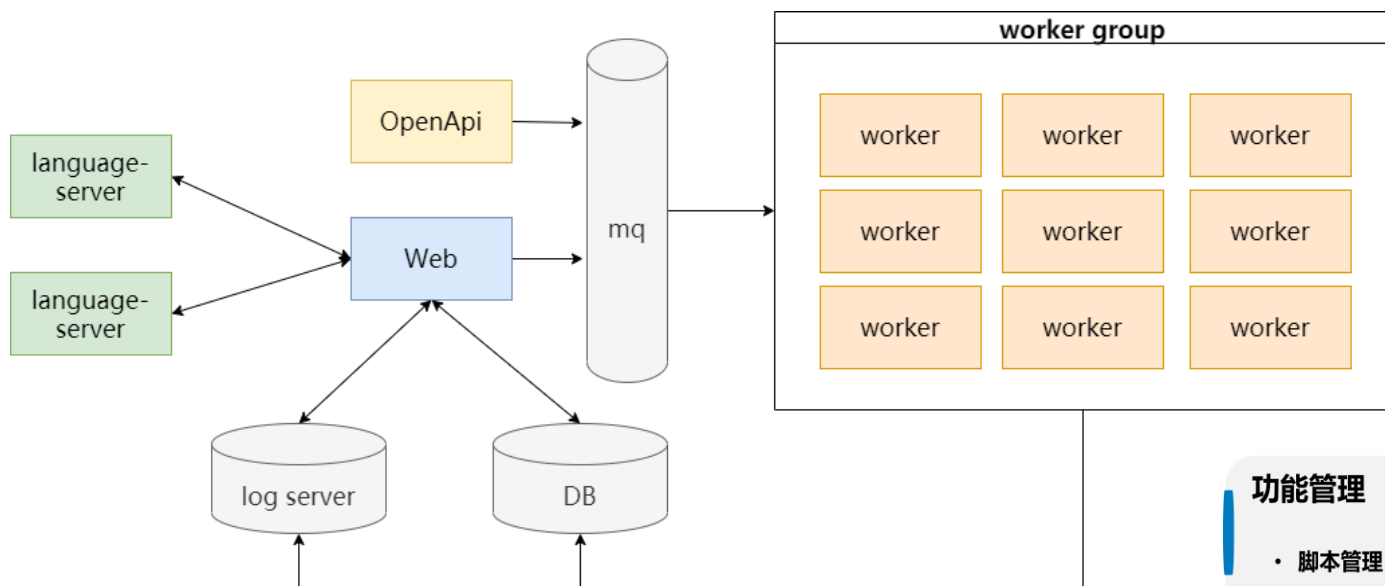 worker group
OpenApi
worker
worker
worker
language-
server
Web
mq
worker
worker
worker
language-
server
worker
worker
worker
log server
DB
功能管理
· 脚本管理